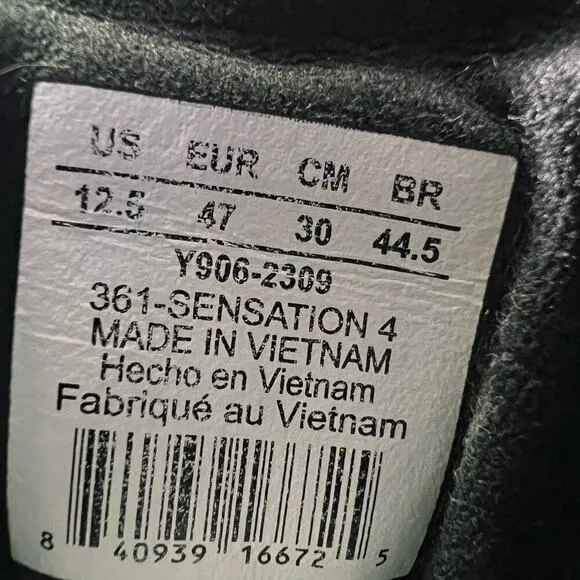 US EUR CM BR
12.5 47 30 44.5
Y906-2309
361-SENSATION 4
MADE IN VIETNAM
Hecho en Vietnam
Fabriqué au Vietnam
8 40939 16672 5